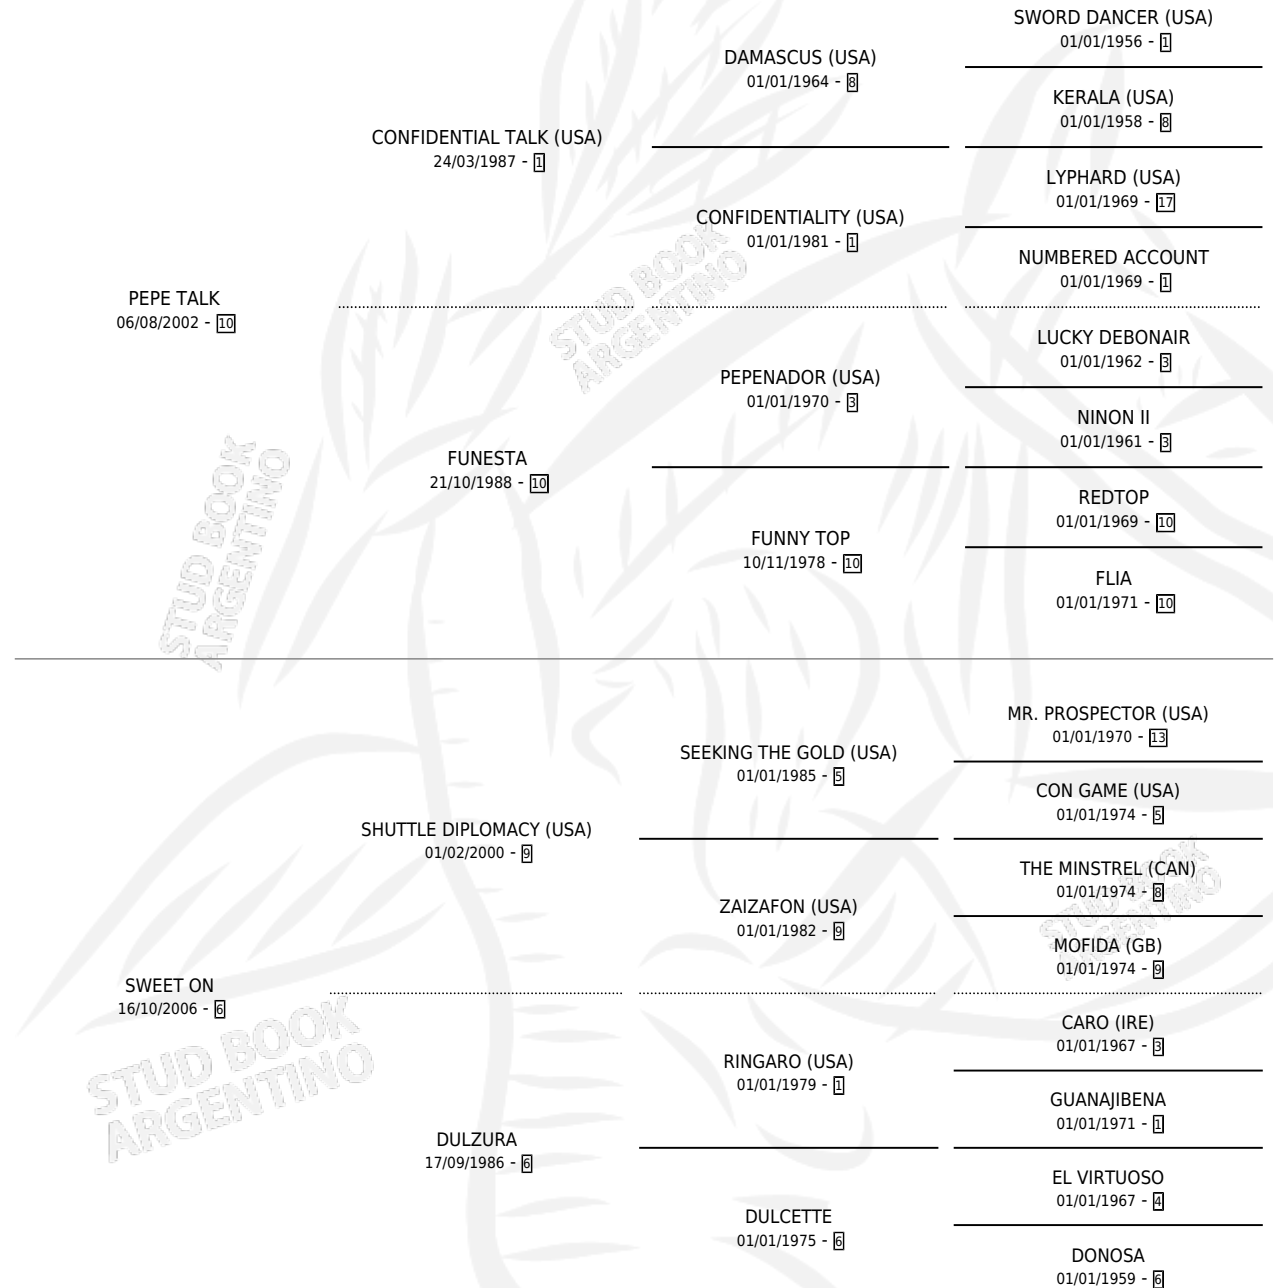 SWORD DANCER (USA)
01/01/1956 - 1
DAMASCUS (USA)
01/01/1964 - 8
KERALA (USA)
01/01/1958 - 8
CONFIDENTIAL TALK (USA)
24/03/1987 - 1
LYPHARD (USA)
01/01/1969 - 17
CONFIDENTIALITY (USA)
01/01/1981 - 1
NUMBERED ACCOUNT
01/01/1969 - 1
PEPE TALK
06/08/2002 - 10
LUCKY DEBONAIR
01/01/1962 - 3
PEPENADOR (USA)
01/01/1970 - 3
NINON II
01/01/1961 - 3
FUNESTA
21/10/1988 - 10
REDTOP
01/01/1969 - 10
FUNNY TOP
10/11/1978 - 10
FLIA
01/01/1971 - 10
STUD BOOK
ARGENTINO
STUD BOOK
ARGENTINO
MR. PROSPECTOR (USA)
01/01/1970 - 13
SEEKING THE GOLD (USA)
01/01/1985 - 5
CON GAME (USA)
01/01/1974 - 5
SHUTTLE DIPLOMACY (USA)
01/02/2000 - 9
THE MINSTREL (CAN)
01/01/1974 - 8
ZAIZAFON (USA)
01/01/1982 - 9
MOFIDA (GB)
01/01/1974 - 9
SWEET ON
16/10/2006 - 6
CARO (IRE)
01/01/1967 - 3
RINGARO (USA)
01/01/1979 - 1
GUANAJIBENA
01/01/1971 - 1
DULZURA
17/09/1986 - 6
EL VIRTUOSO
01/01/1967 - 4
DULCETTE
01/01/1975 - 6
DONOSA
01/01/1959 - 6
STUD BOOK
ARGENTINO
STUD BOOK
ARGENTINO